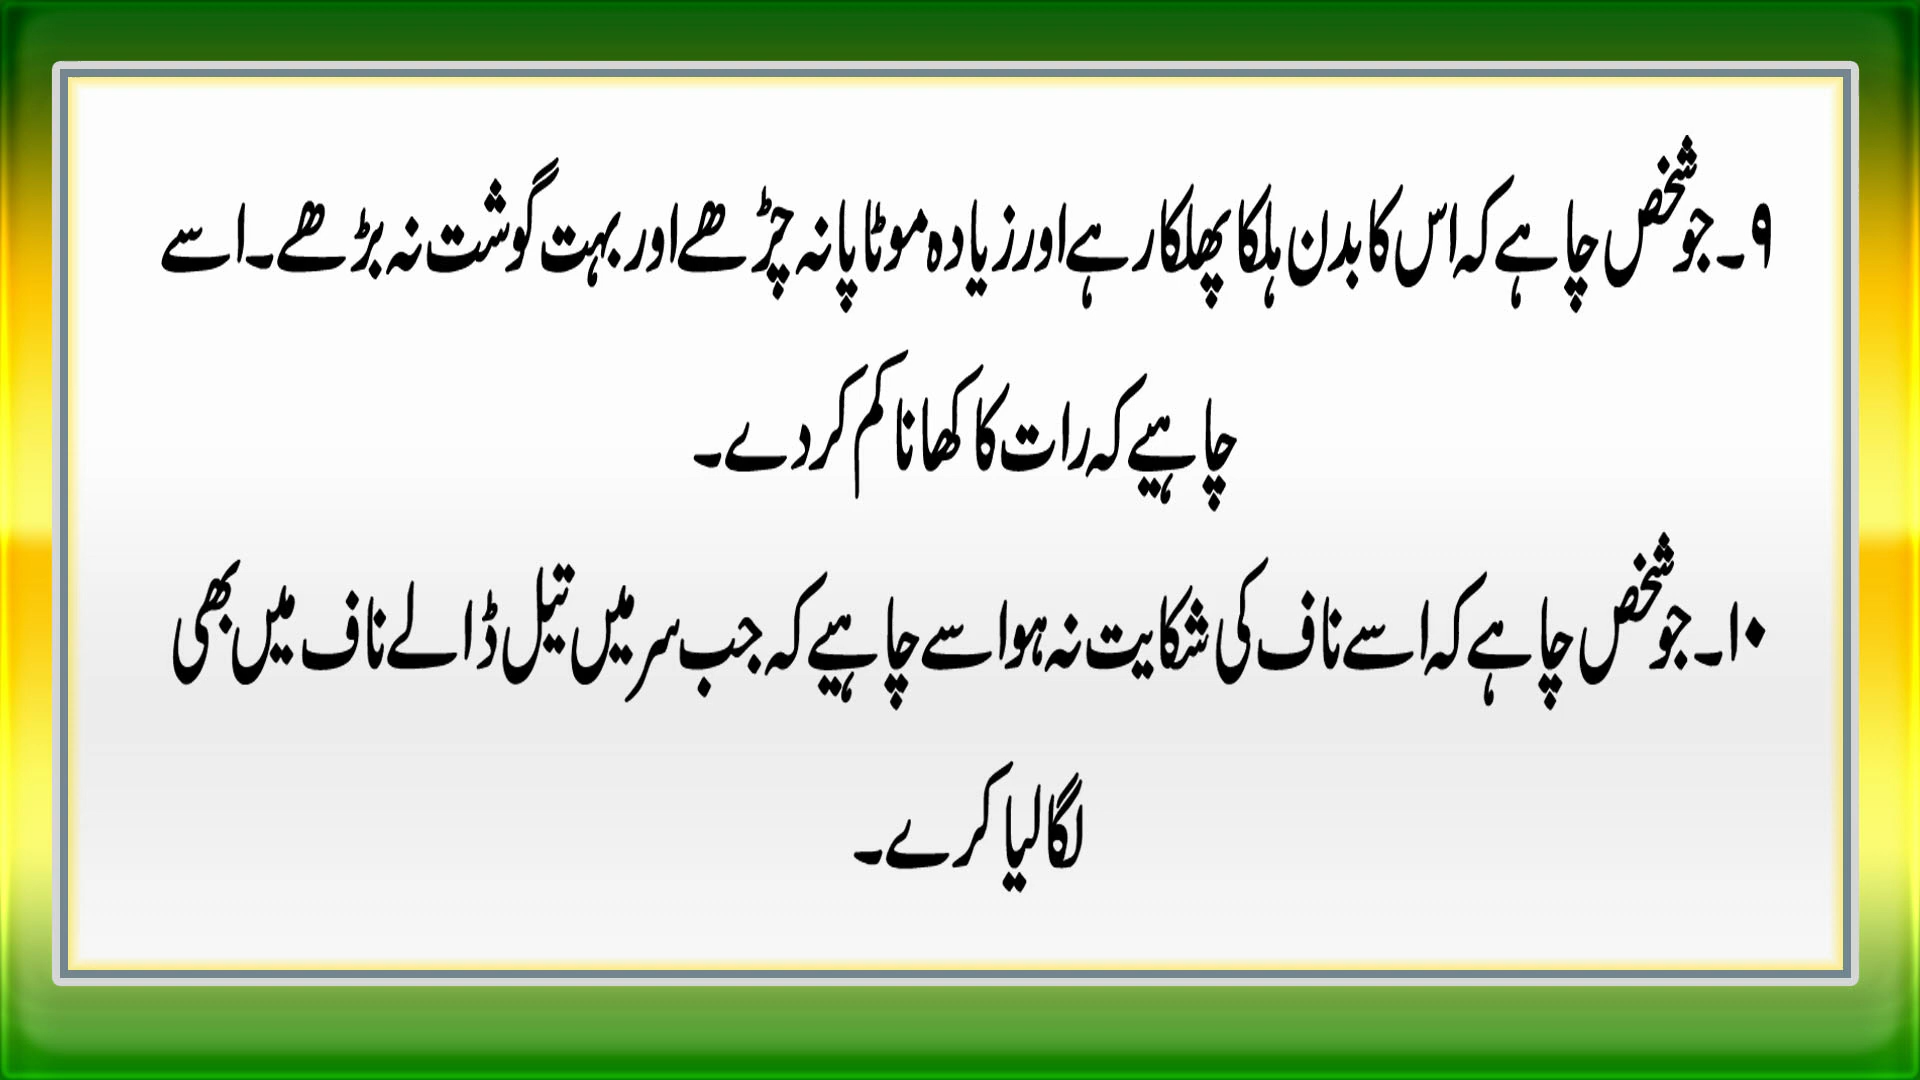 ۹۔ جو شخص چاہے کہ اس کا بدن ہلکا پھلکا رہے اور زیادہ موٹاپا نہ چڑھے اور بہت گوشت نہ بڑھے۔ اسے
چاہیے کہ رات کا کھانا کم کر دے۔
۱۰۔ جو شخص چاہے کہ اسے ناف کی شکایت نہ ہو اسے چاہیے کہ جب سر میں تیل ڈالے ناف میں بھی
لگا لیا کرے۔